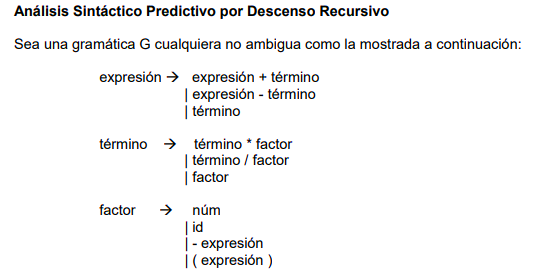 Análisis Sintáctico Predictivo por Descenso Recursivo
Sea una gramática G cualquiera no ambigua como la mostrada a continuación:
expresión → expresión + término
| expresión - término
| término
término → término * factor
| término / factor
| factor
factor → núm
| id
| - expresión
| ( expresión )